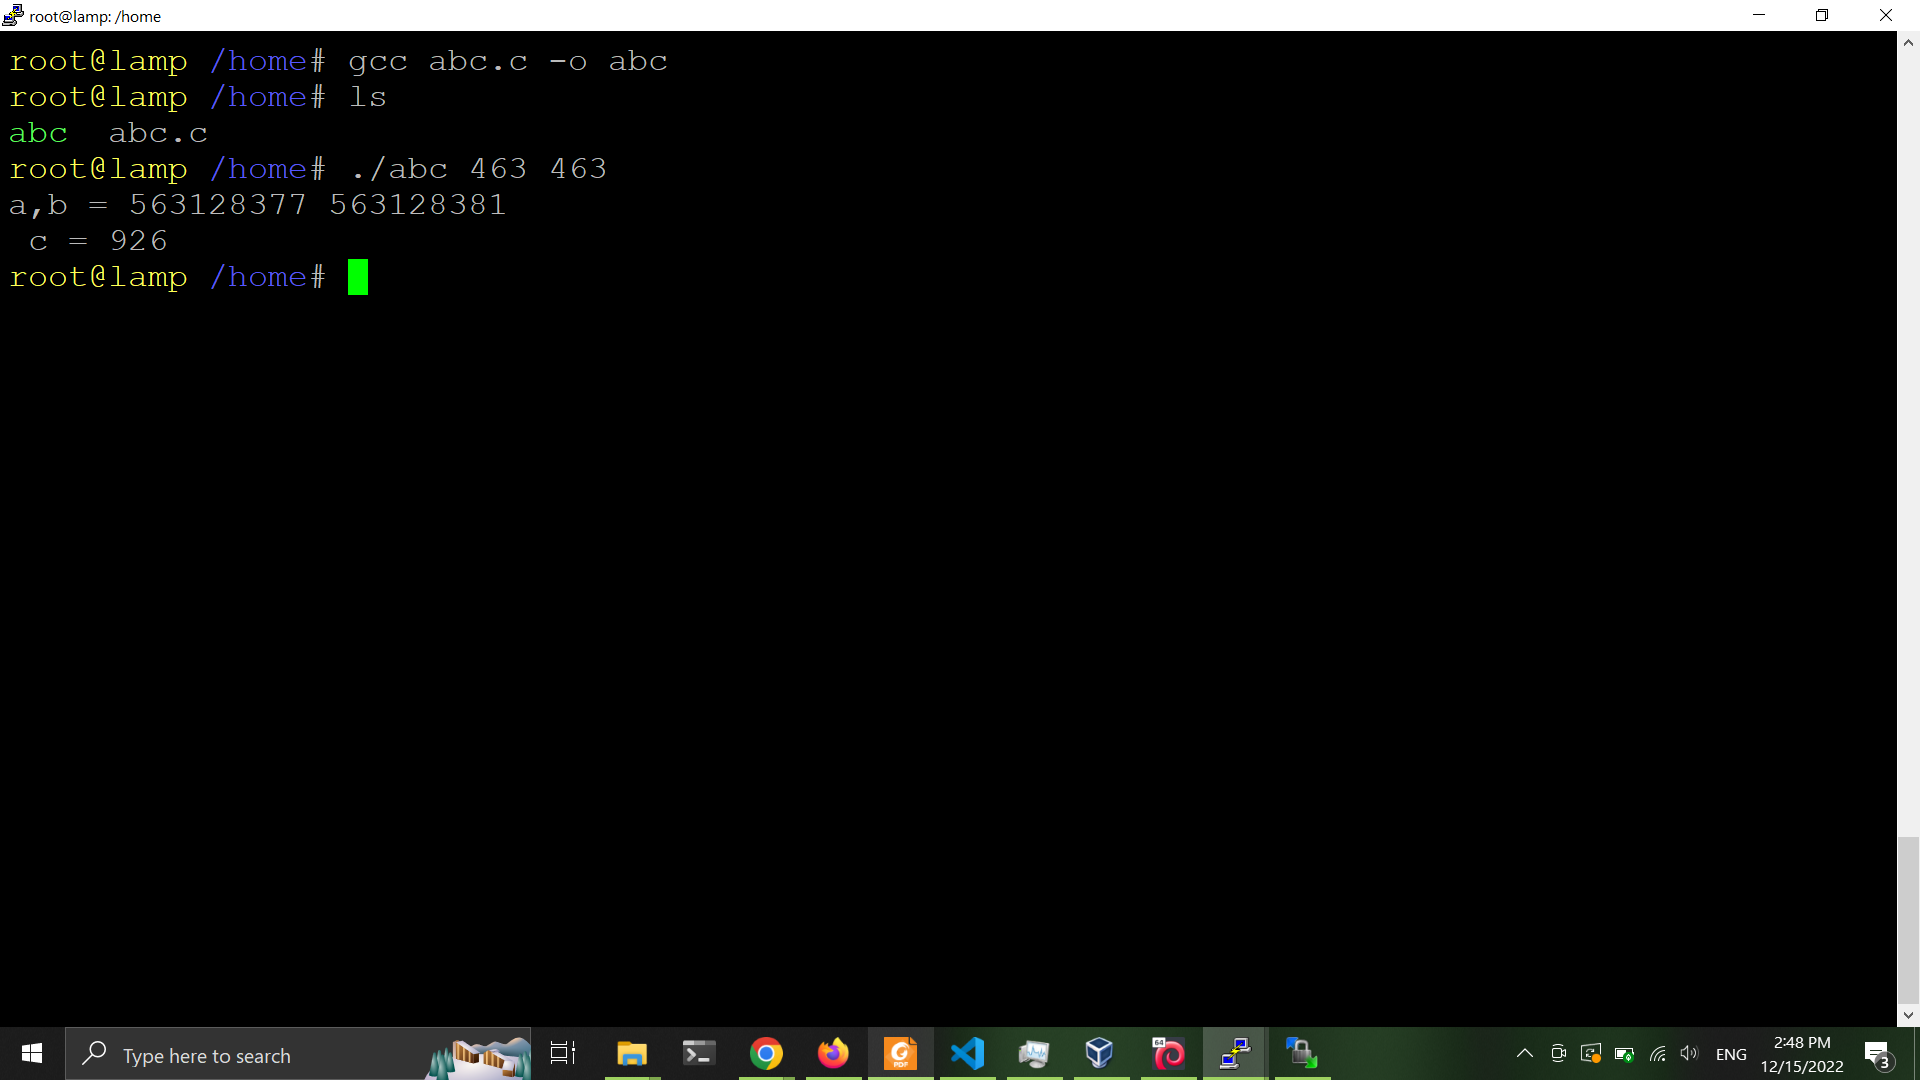 root@lamp: /home
root@lamp /home# gcc abc.c -o abc
root@lamp /home# ls
abc  abc.c
root@lamp /home# ./abc 463 463
a,b = 563128377 563128381
 c = 926
root@lamp /home#
Type here to search
PDF
64
ENG
2:48 PM
12/15/2022
3